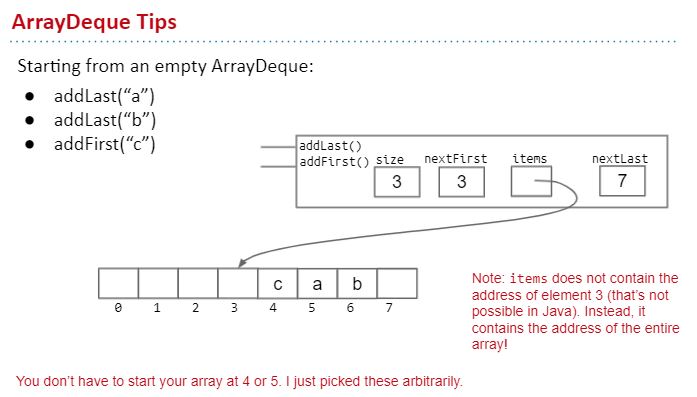 ArrayDeque Tips
Starting from an empty ArrayDeque:
● addLast(“a”)
● addLast(“b”)
● addFirst(“c”)
addLast()
addFirst() size nextFirst items nextLast
3 3 7
c a b
0 1 2 3 4 5 6 7
Note: items does not contain the
address of element 3 (that’s not
possible in Java). Instead, it
contains the address of the entire
array!
You don’t have to start your array at 4 or 5. I just picked these arbitrarily.